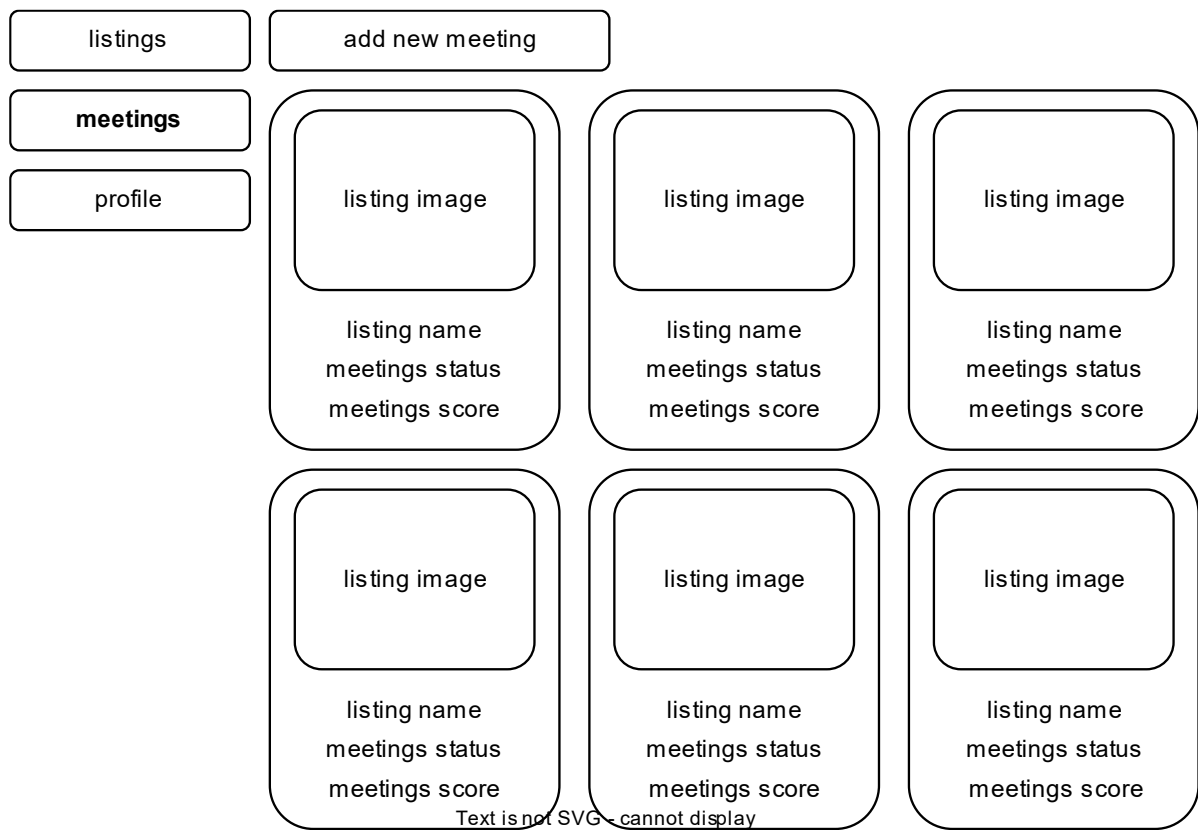 listings
add new meeting
meetings
profile
listing image
listing name
meetings status
meetings score
listing image
listing name
meetings status
meetings score
listing image
listing name
meetings status
meetings score
listing image
listing name
meetings status
meetings score
listing image
listing name
meetings status
meetings score
listing image
listing name
meetings status
meetings score
Text is not SVG - cannot display